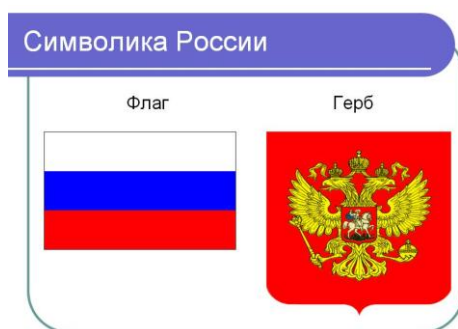 Символика России
Флаг Герб